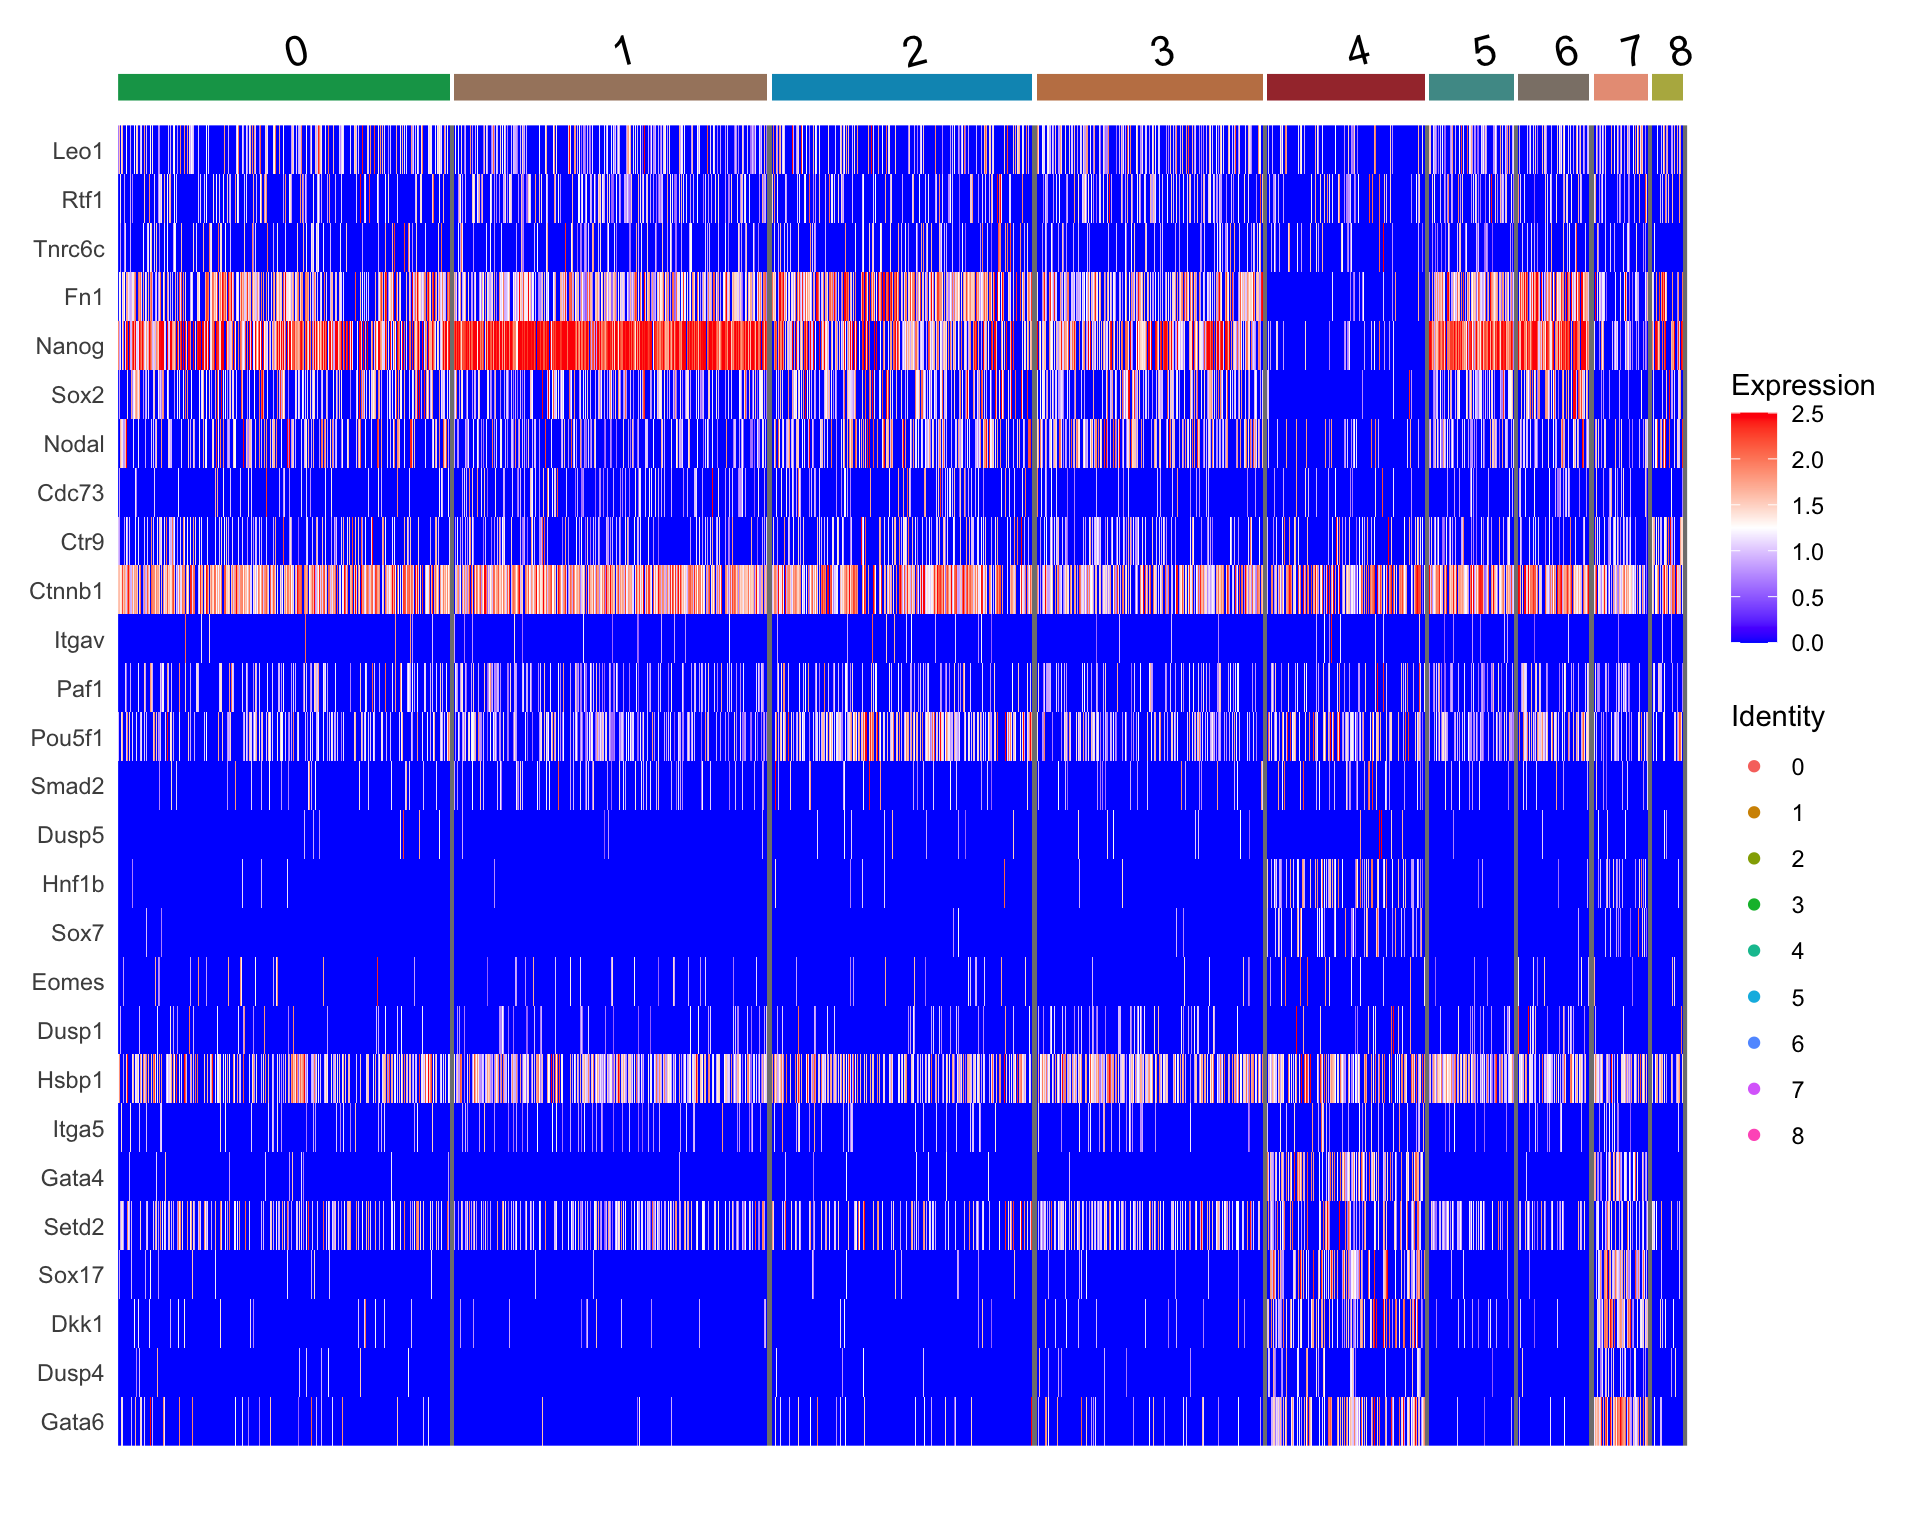 0 1 2 3 4 5 6 7 8
Leo1
Rtf1
Tnrc6c
Fn1
Nanog
Sox2
Nodal
Cdc73
Ctr9
Ctnnb1
Itgav
Paf1
Pou5f1
Smad2
Dusp5
Hnf1b
Sox7
Eomes
Dusp1
Hsbp1
Itga5
Gata4
Setd2
Sox17
Dkk1
Dusp4
Gata6
Expression
2.5
2.0
1.5
1.0
0.5
0.0
Identity
0
1
2
3
4
5
6
7
8